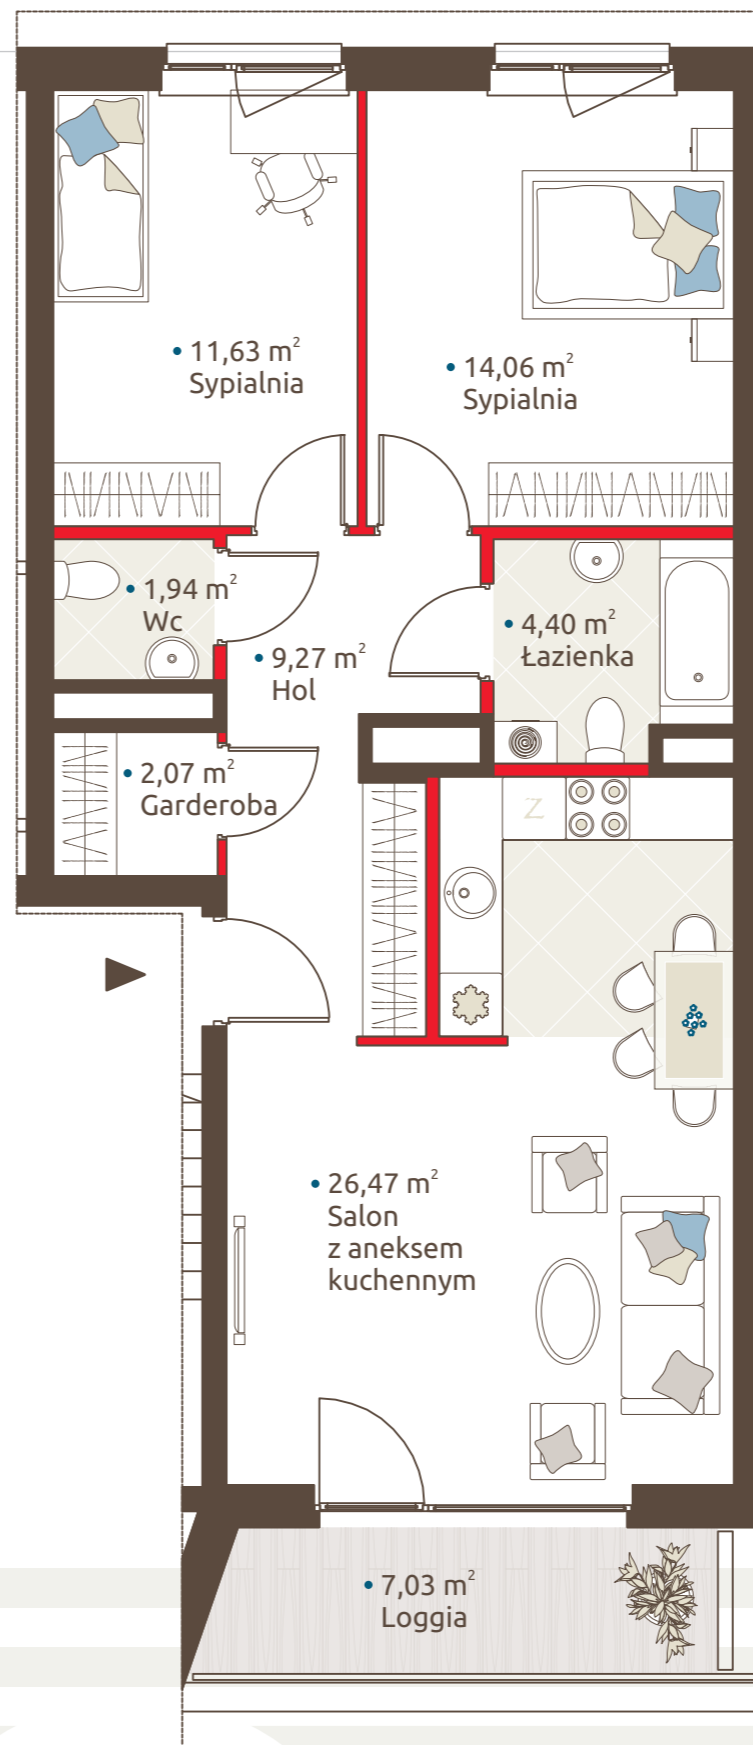 • 11,63 m²
Sypialnia
• 14,06 m²
Sypialnia
• 1,94 m²
Wc
• 4,40 m²
Łazienka
• 9,27 m²
Hol
• 2,07 m²
Garderoba
Z
• 26,47 m²
Salon
z aneksem
kuchennym
• 7,03 m²
Loggia